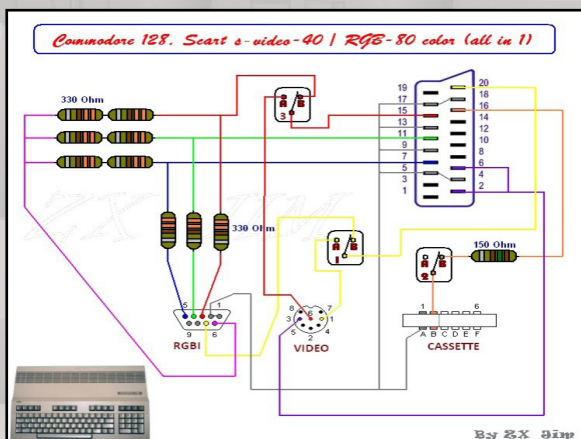 Commodore 128. Scart s-video-40 / RGB-80 color (all in 1)
330 Ohm
A B
3
19
17
15
13
11
9
7
5
3
1
20
18
16
14
12
10
8
6
4
2
ZX JIM
330 Ohm
A B
1
150 Ohm
A B
2
5 1
9 6
RGBI
8 6 7
3 1
5 2 4
VIDEO
1 6
A B C D E F
CASSETTE
By ZX Jim